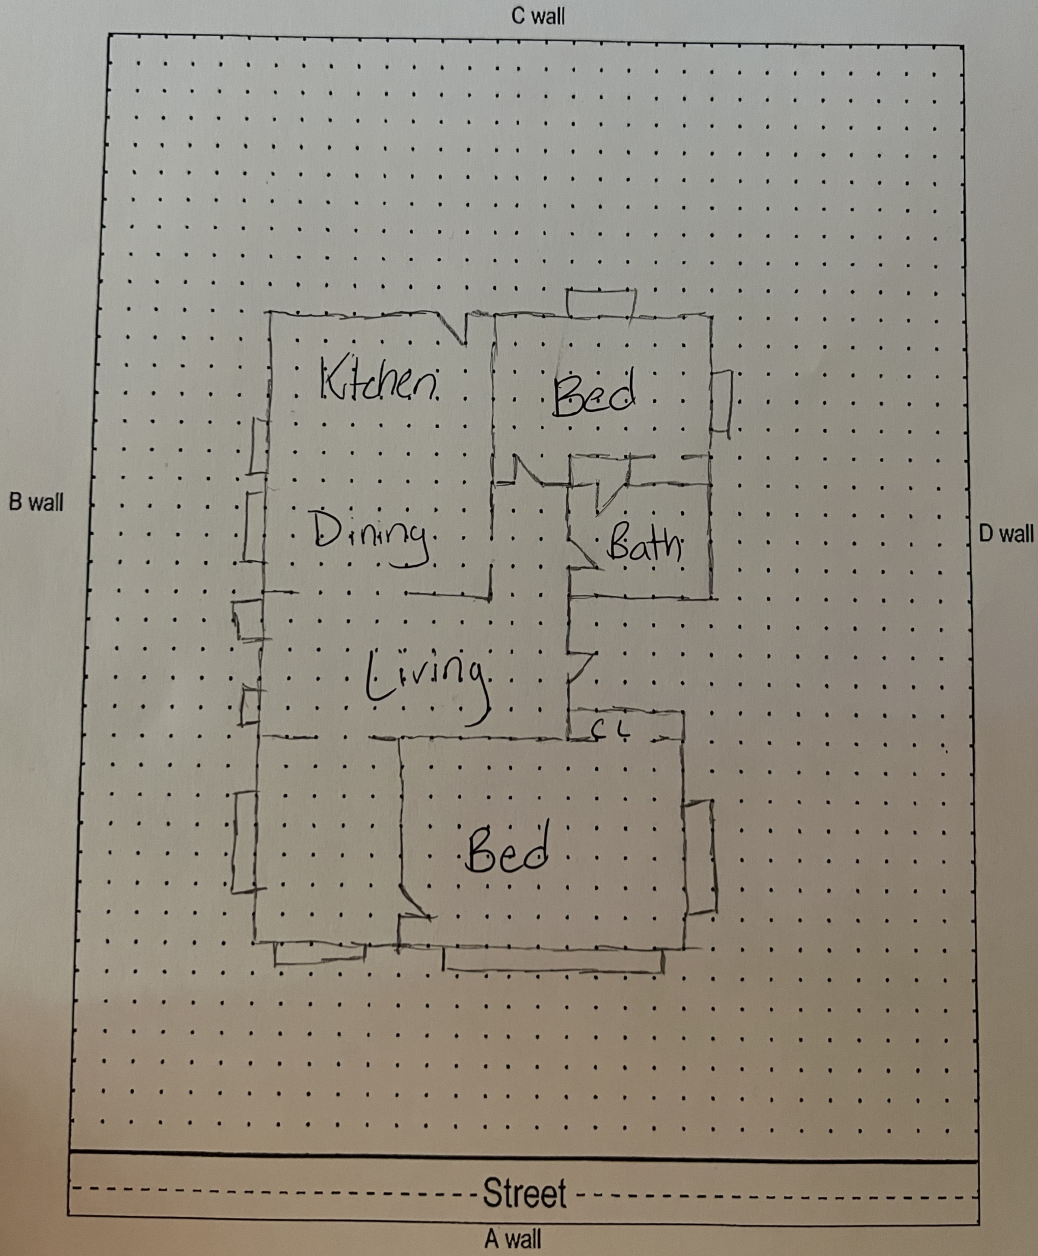 C wall
Kitchen
Bed
B wall
Dining
Bath
D wall
Living
CL
Bed
Street
A wall